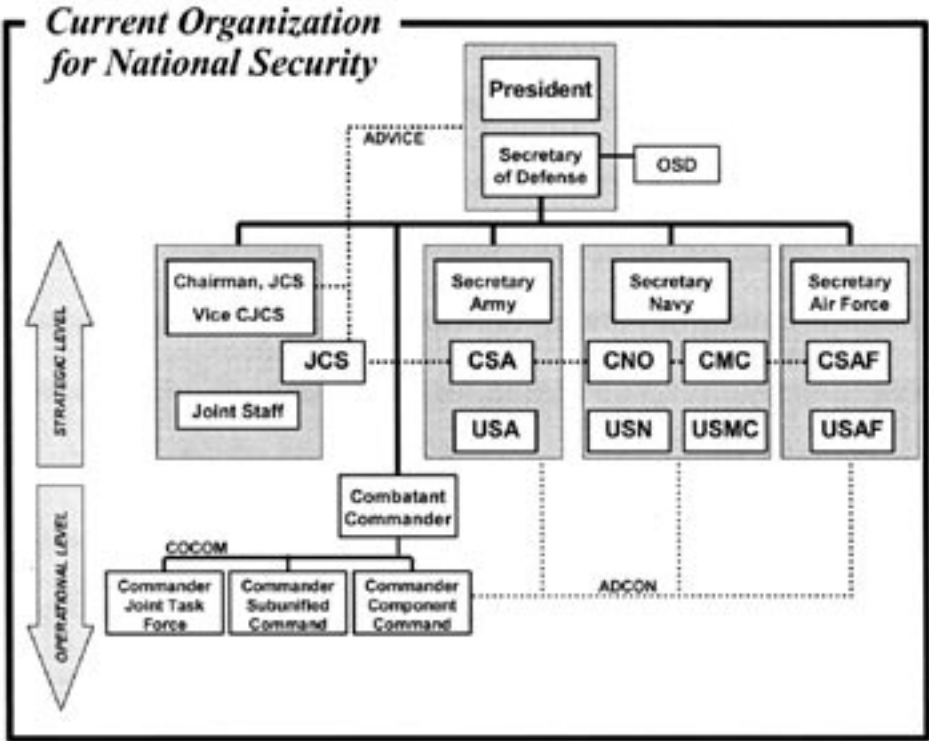 Current Organization
for National Security
President
ADVICE
Secretary
of Defense
OSD
Chairman, JCS
Vice CJCS
Secretary
Army
Secretary
Navy
Secretary
Air Force
JCS
CSA
CNO
CMC
CSAF
Joint Staff
USA
USN
USMC
USAF
STRATEGIC LEVEL
Combatant
Commander
COCOM
Commander
Joint Task
Force
Commander
Subunified
Command
Commander
Component
Command
ADCON
OPERATIONAL LEVEL